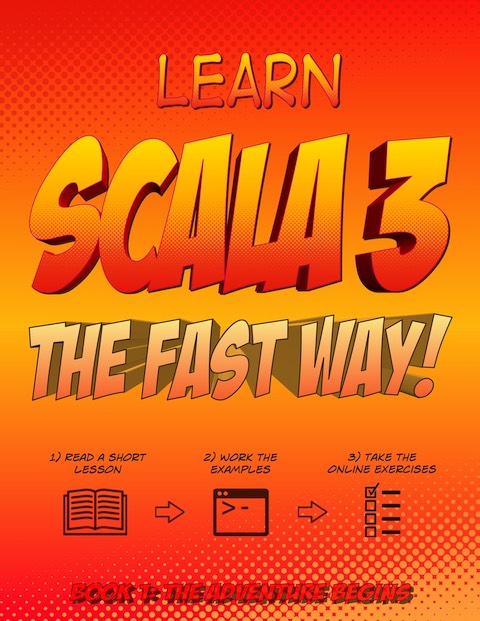 LEARN
SCALA 3
THE FAST WAY!
1) READ A SHORT
LESSON
2) WORK THE
EXAMPLES
3) TAKE THE
ONLINE EXERCISES
>-
BOOK 1: THE ADVENTURE BEGINS